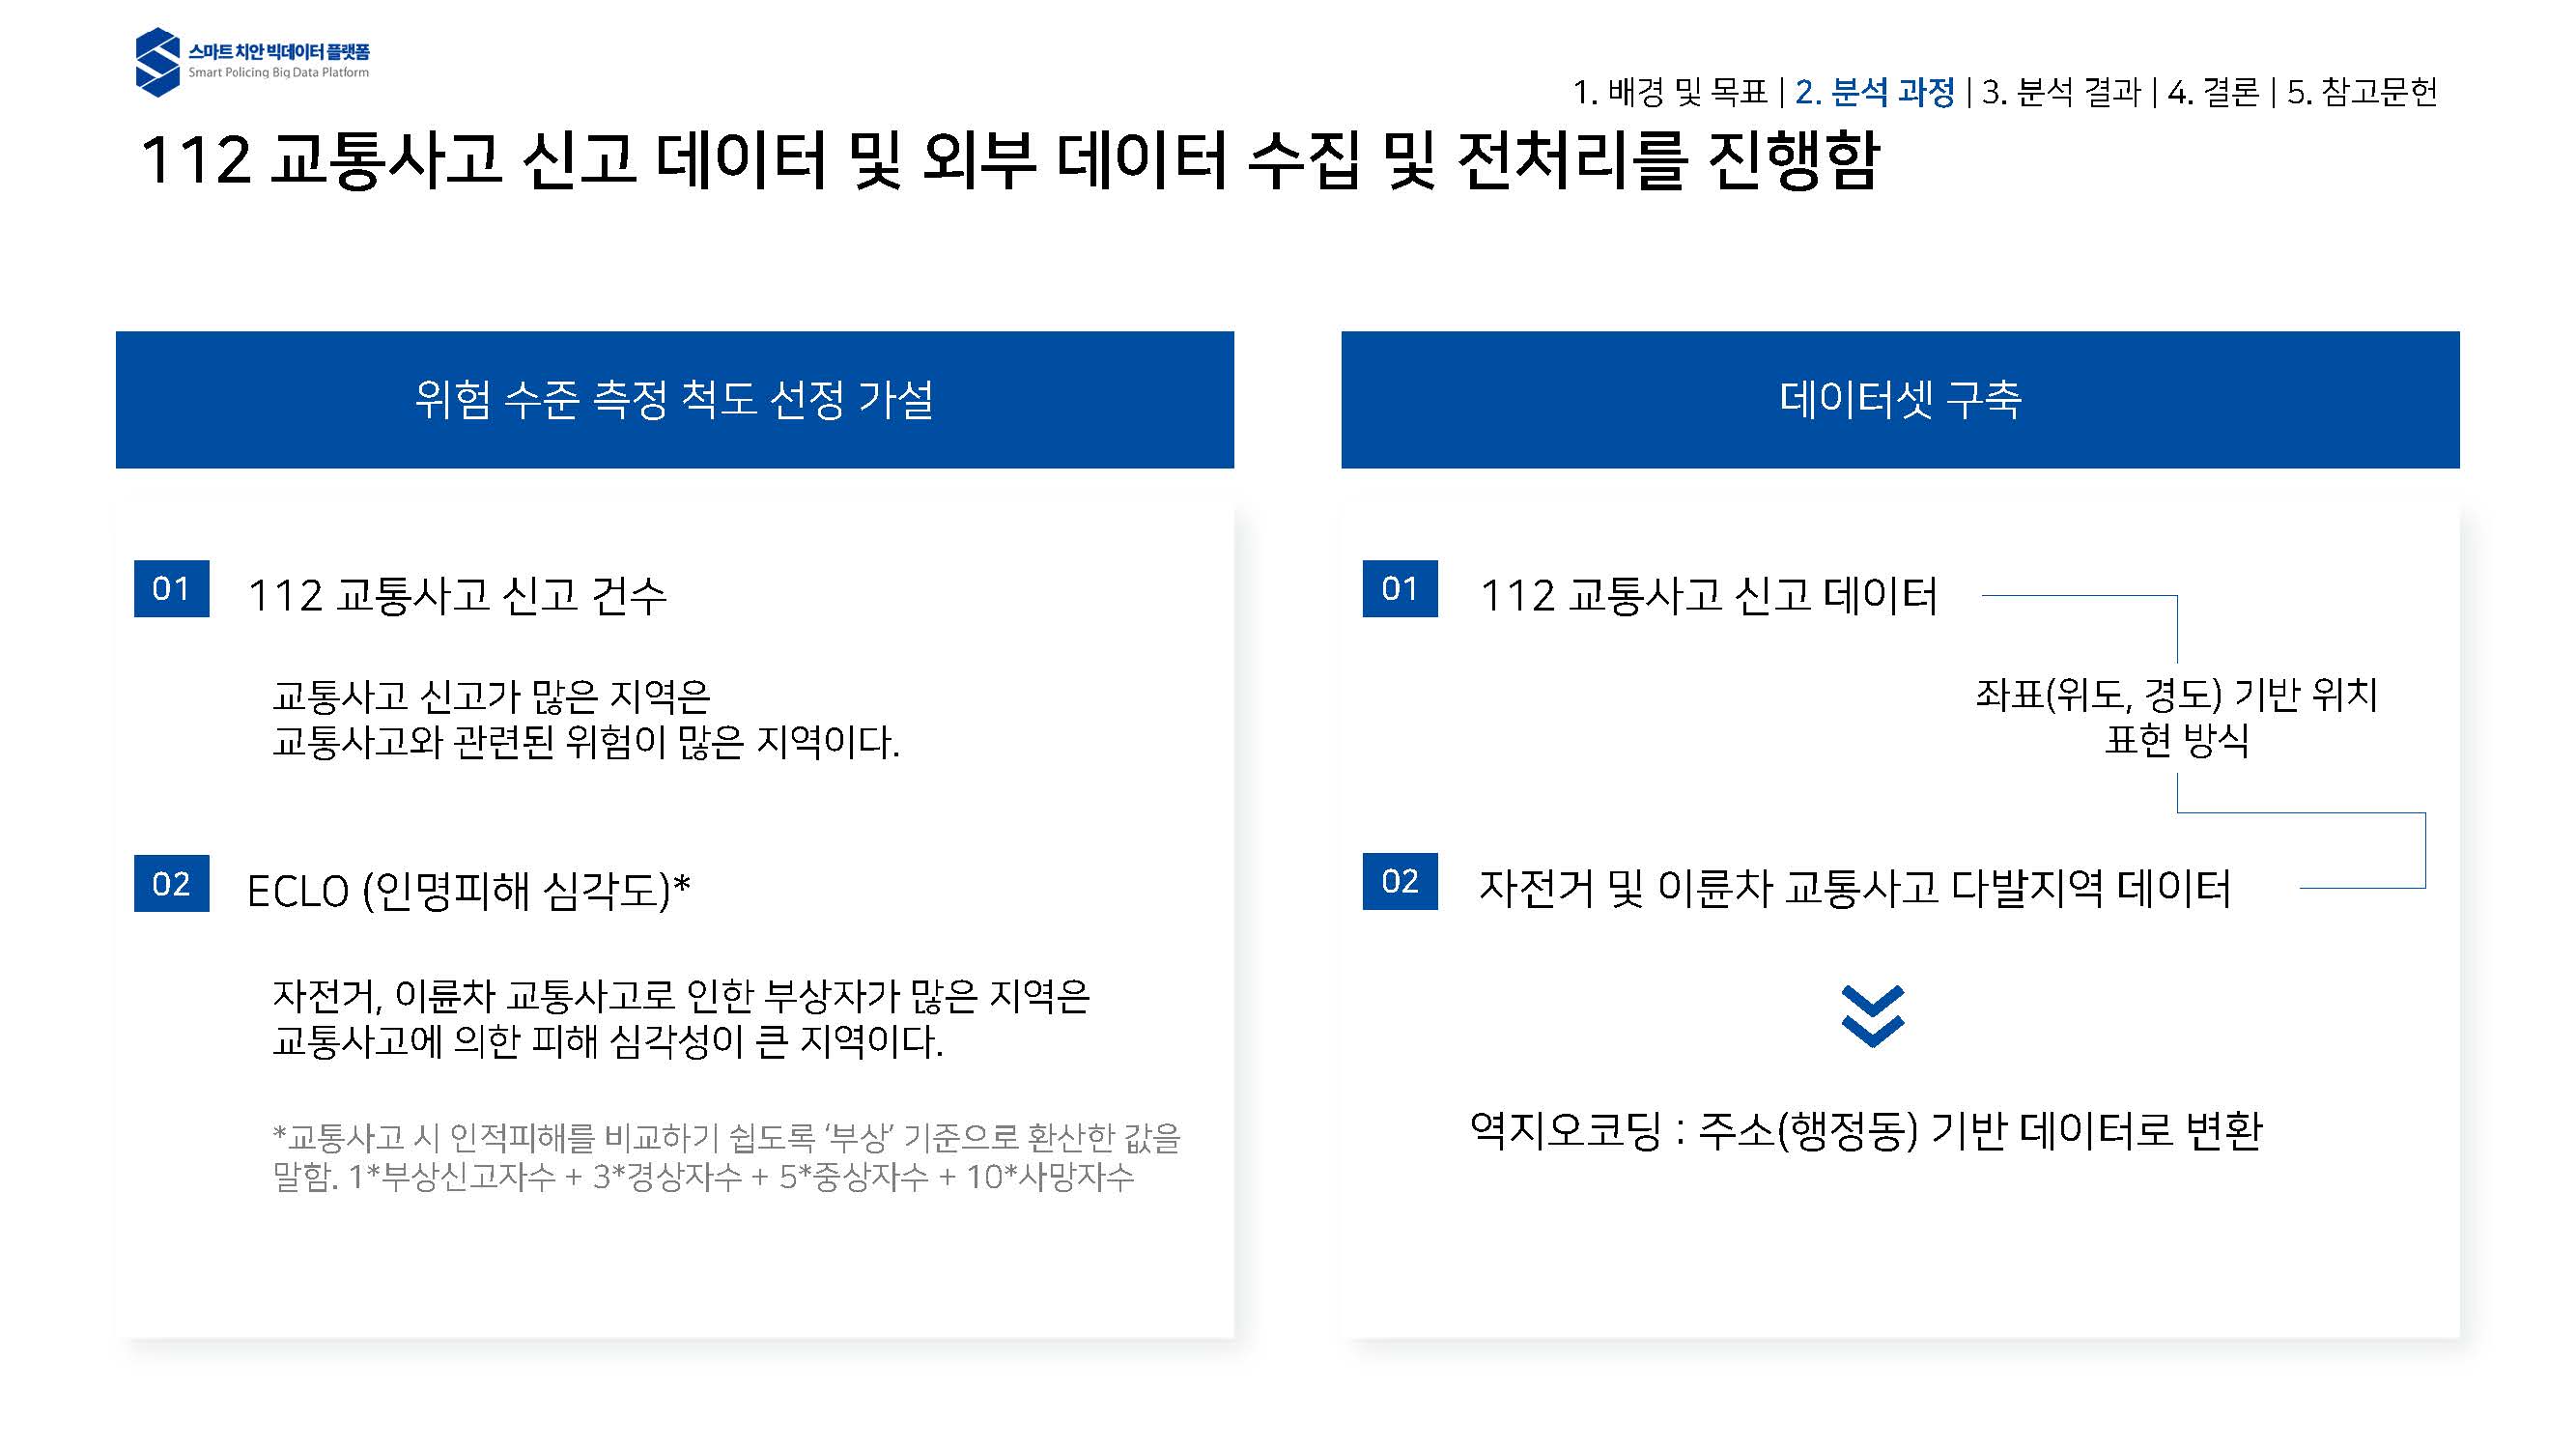 스마트 치안 빅데이터 플랫폼
Smart Policing Big Data Platform
1. 배경 및 목표 | 2. 분석 과정 | 3. 분석 결과 | 4. 결론 | 5. 참고문헌
112 교통사고 신고 데이터 및 외부 데이터 수집 및 전처리를 진행함
위험 수준 측정 척도 선정 가설
01 112 교통사고 신고 건수
교통사고 신고가 많은 지역은
교통사고와 관련된 위험이 많은 지역이다.
02 ECLO (인명피해 심각도)*
자전거, 이륜차 교통사고로 인한 부상자가 많은 지역은
교통사고에 의한 피해 심각성이 큰 지역이다.
*교통사고 시 인적피해를 비교하기 쉽도록 ‘부상’ 기준으로 환산한 값을
말함. 1*부상신고자수 + 3*경상자수 + 5*중상자수 + 10*사망자수
데이터셋 구축
01 112 교통사고 신고 데이터
좌표(위도, 경도) 기반 위치
표현 방식
02 자전거 및 이륜차 교통사고 다발지역 데이터
역지오코딩 : 주소(행정동) 기반 데이터로 변환